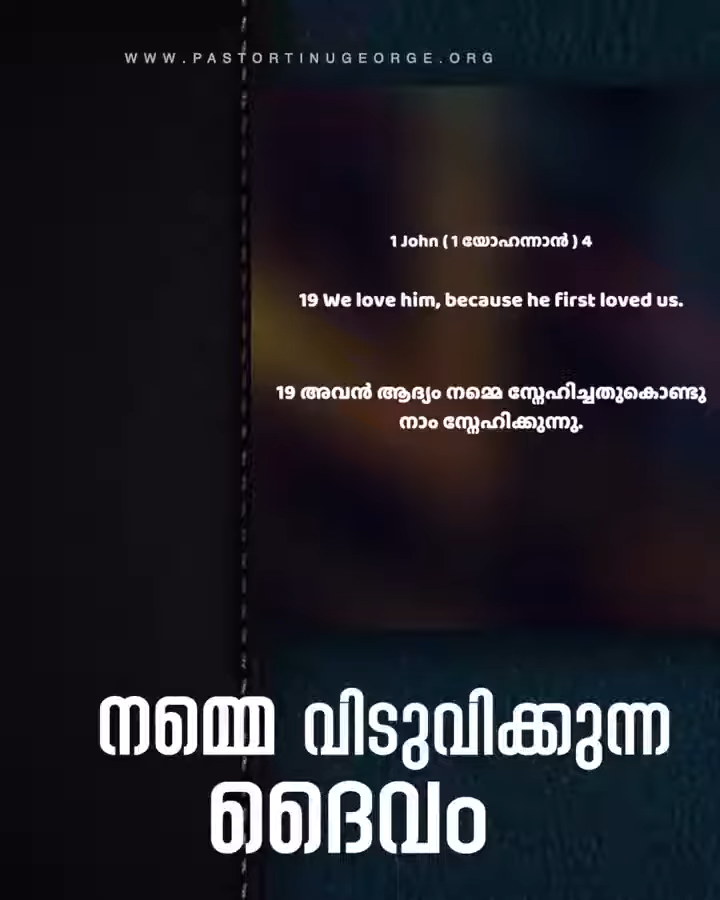 WWW.PASTORTINUGEORGE.ORG
1 John ( 1 യോഹന്നാൻ ) 4
19 We love him, because he first loved us.
19 അവൻ ആദ്യം നമ്മെ സ്നേഹിച്ചതുകൊണ്ടു
നാം സ്നേഹിക്കുന്നു.
നമ്മെ വിടുവിക്കുന്ന
ദൈവം